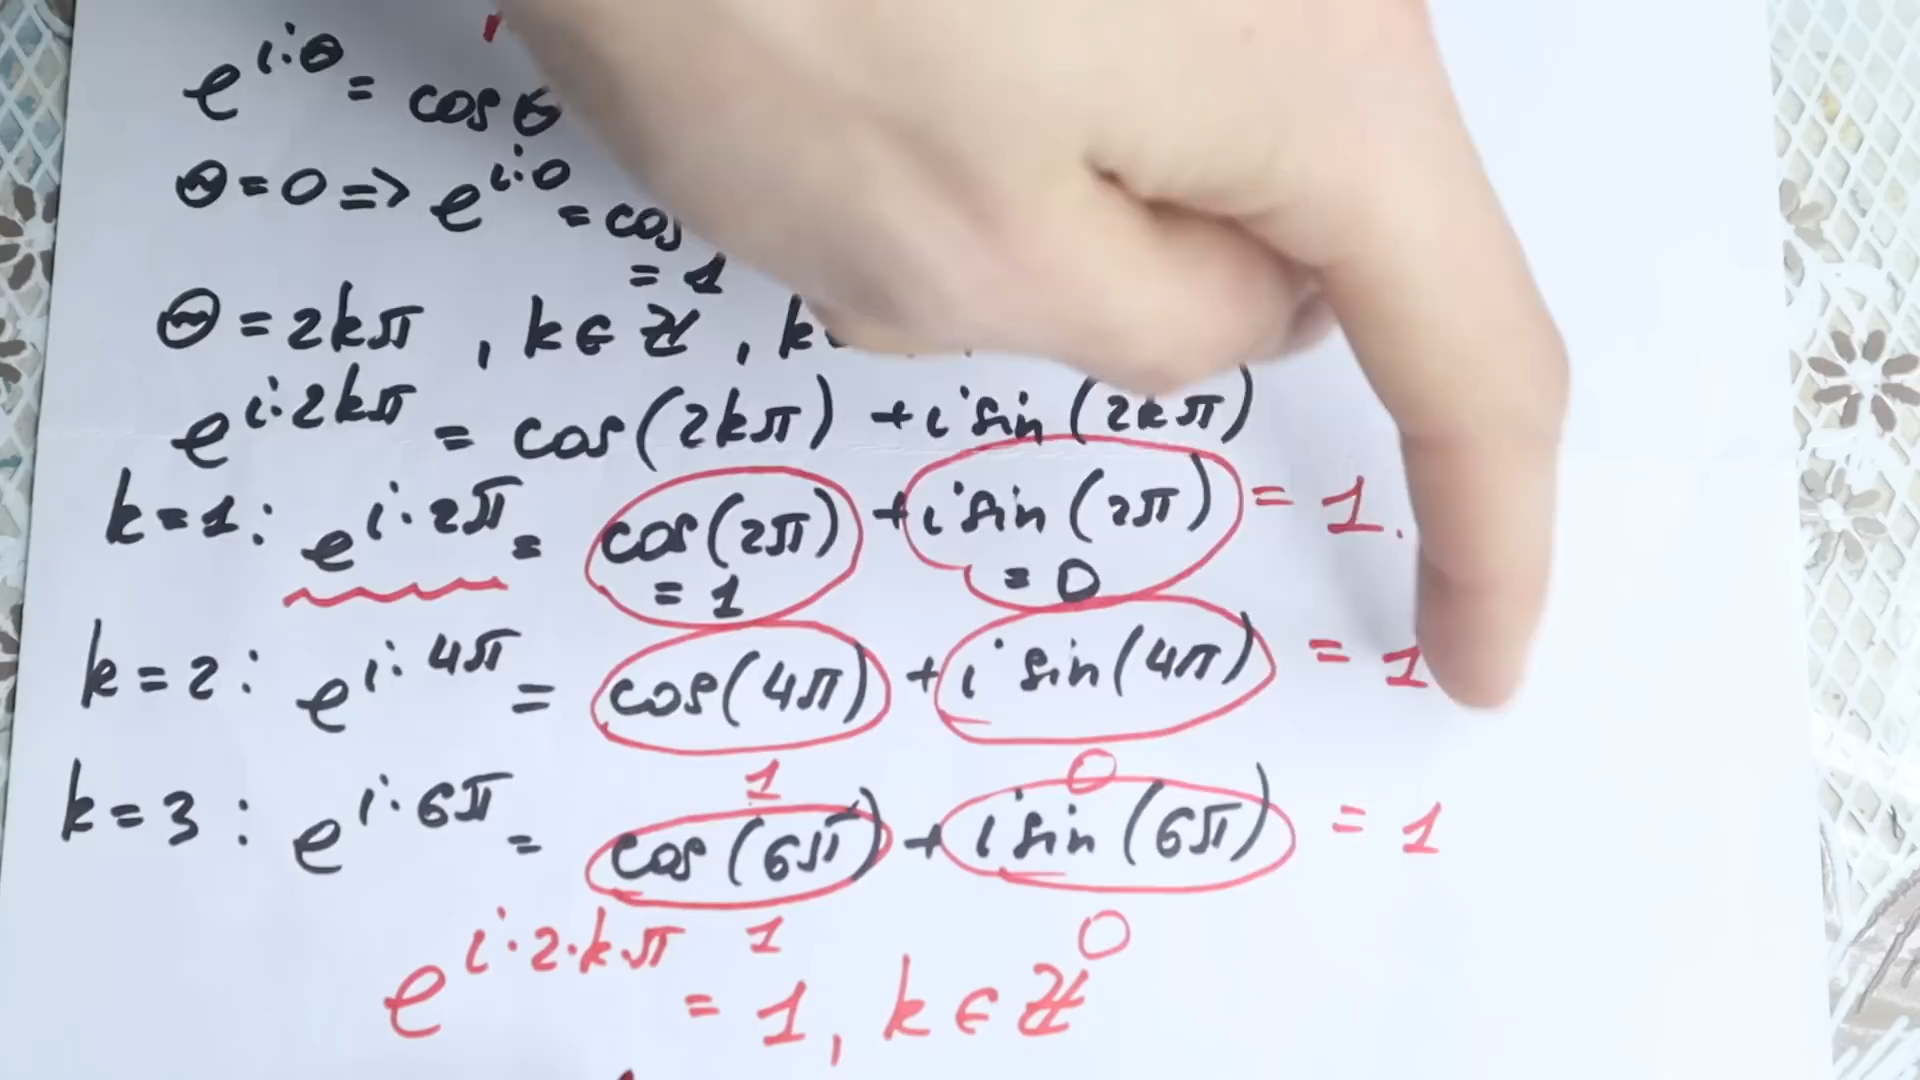 e^{i·θ} = cos θ
θ = 0 => e^{i·0} = cos
= 1
θ = 2kπ , k ∈ ℤ , k
e^{i·2kπ} = cos(2kπ) + i sin(2kπ)
k = 1 : e^{i·2π} = cos(2π) + i sin(2π) = 1.
= 1 = 0
k = 2 : e^{i·4π} = cos(4π) + i sin(4π) = 1
1 0
k = 3 : e^{i·6π} = cos(6π) + i sin(6π) = 1
1 0
e^{i·2·k·π} = 1, k ∈ ℤ